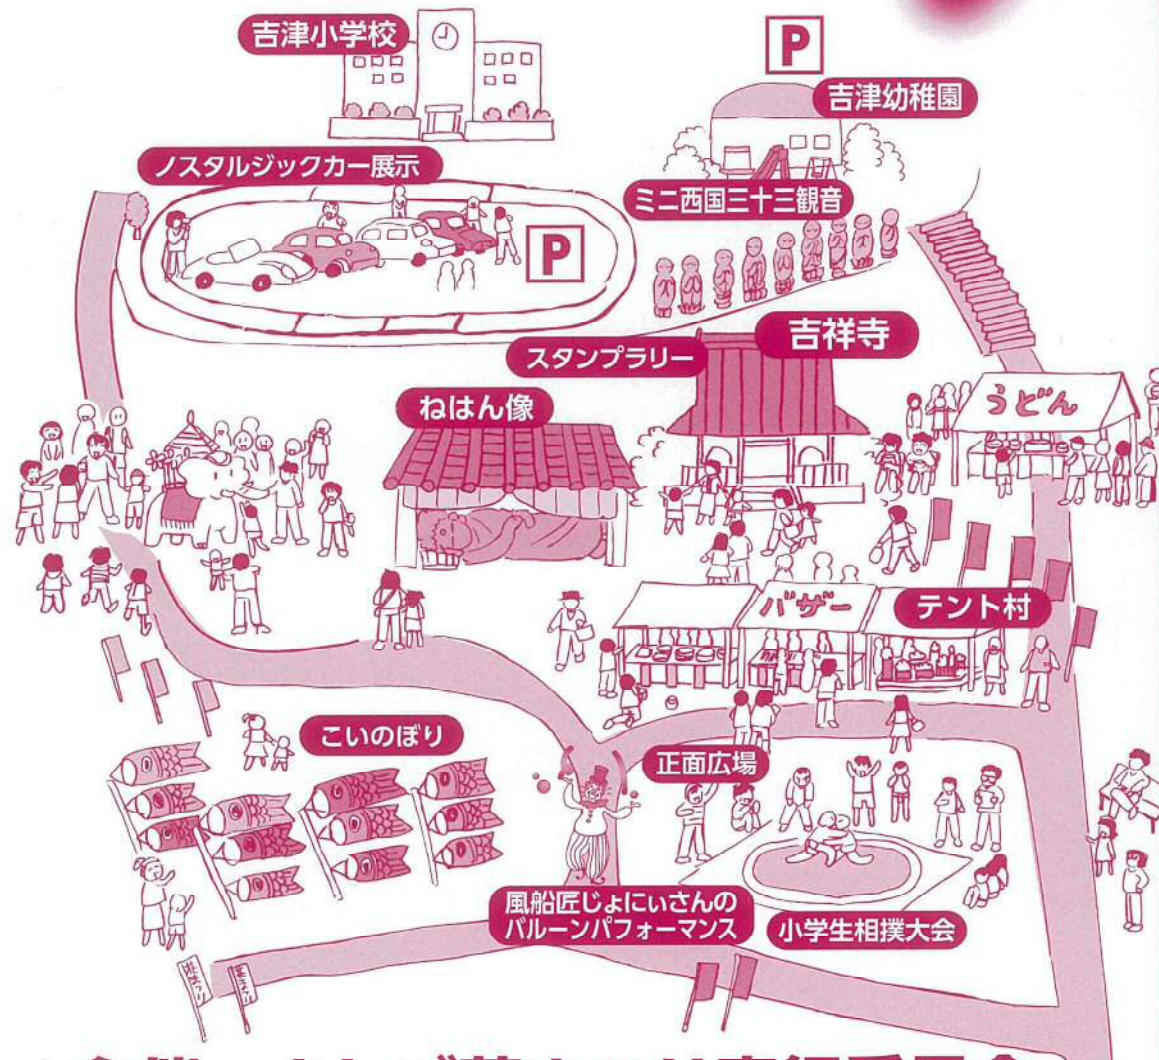 吉津小学校
P
吉津幼稚園
ノスタルジックカー展示
ミニ西国三十三観音
P
吉祥寺
スタンプラリー
うどん
ねはん像
バザー
テント村
こいのぼり
正面広場
風船匠じょにぃさんの
バルーンパフォーマンス
小学生相撲大会